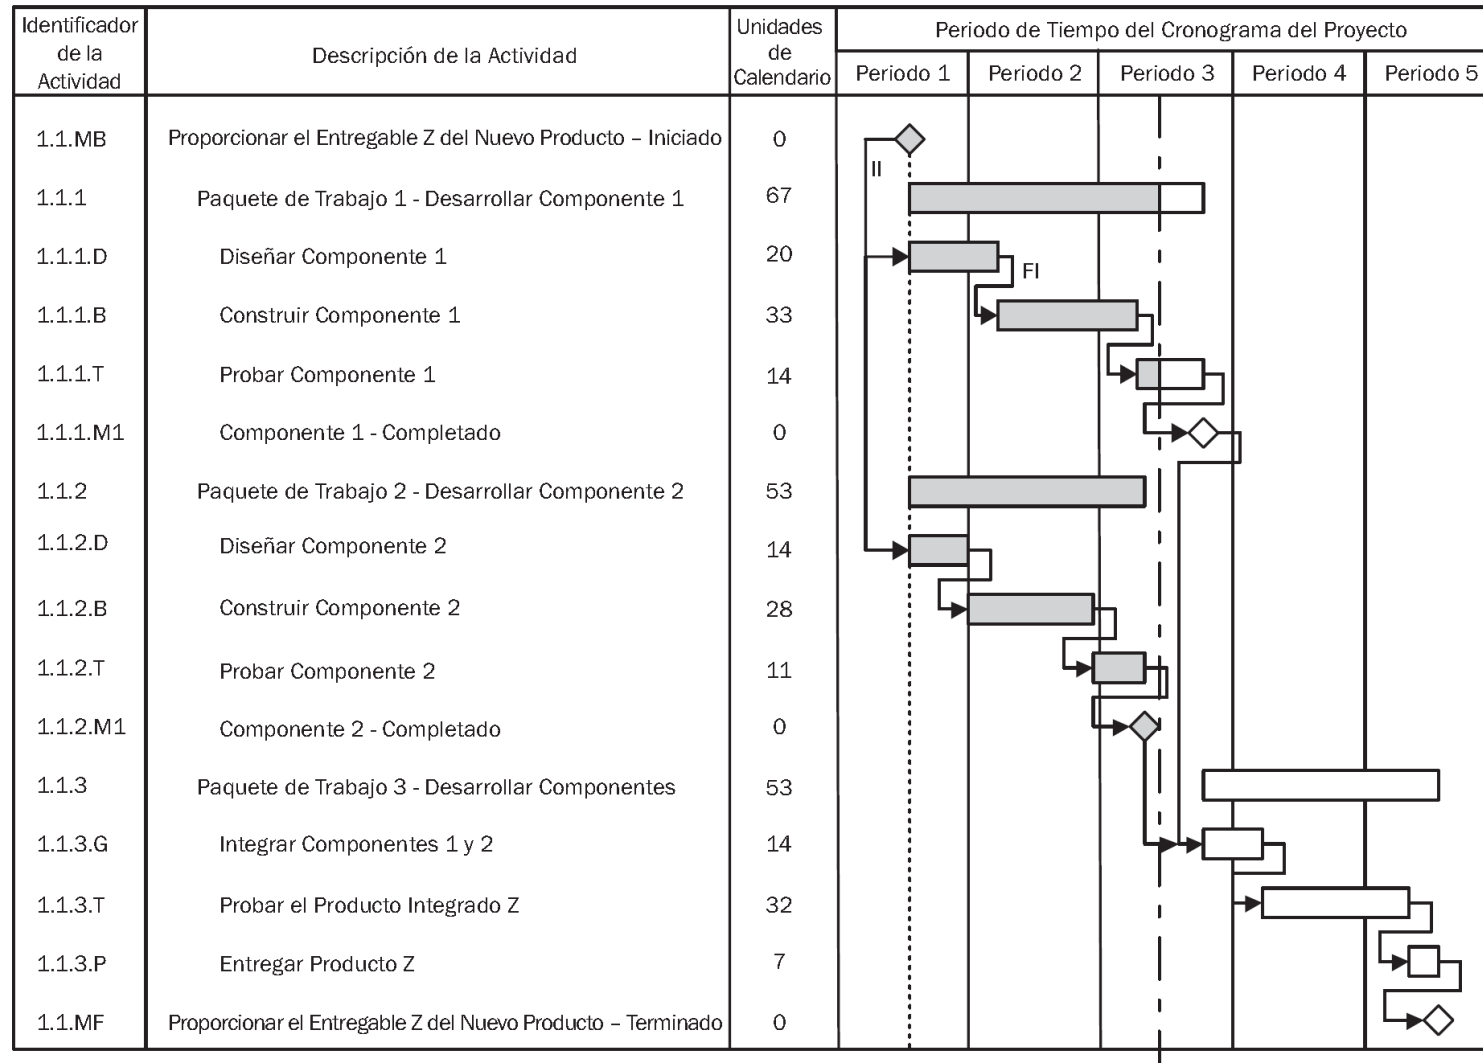 Identificador
de la
Actividad
Descripción de la Actividad
Unidades
de
Calendario
Periodo de Tiempo del Cronograma del Proyecto
Periodo 1 Periodo 2 Periodo 3 Periodo 4 Periodo 5
1.1.MB Proporcionar el Entregable Z del Nuevo Producto – Iniciado 0
II
1.1.1 Paquete de Trabajo 1 - Desarrollar Componente 1 67
1.1.1.D Diseñar Componente 1 20
FI
1.1.1.B Construir Componente 1 33
1.1.1.T Probar Componente 1 14
1.1.1.M1 Componente 1 - Completado 0
1.1.2 Paquete de Trabajo 2 - Desarrollar Componente 2 53
1.1.2.D Diseñar Componente 2 14
1.1.2.B Construir Componente 2 28
1.1.2.T Probar Componente 2 11
1.1.2.M1 Componente 2 - Completado 0
1.1.3 Paquete de Trabajo 3 - Desarrollar Componentes 53
1.1.3.G Integrar Componentes 1 y 2 14
1.1.3.T Probar el Producto Integrado Z 32
1.1.3.P Entregar Producto Z 7
1.1.MF Proporcionar el Entregable Z del Nuevo Producto – Terminado 0